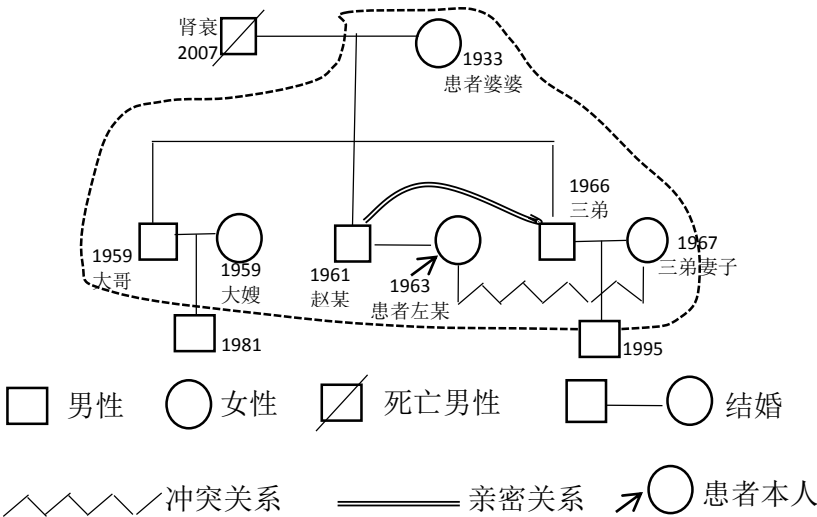 肾衰
2007
1933
患者婆婆
1966
三弟
1959
大哥
1959
大嫂
1961
赵某
1963
患者左某
1967
三弟妻子
1981
1995
男性
女性
死亡男性
结婚
冲突关系
亲密关系
患者本人